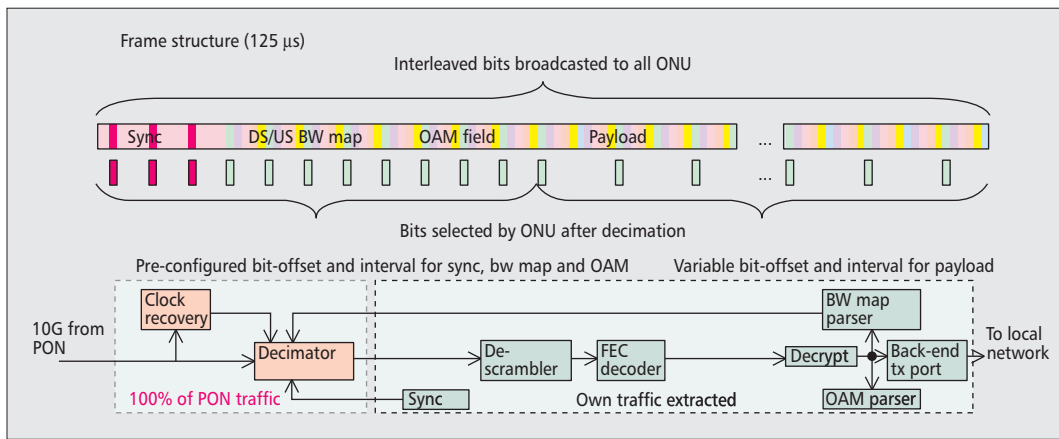 Frame structure (125 μs)
Interleaved bits broadcasted to all ONU
Sync DS/US BW map OAM field Payload ...
...
Bits selected by ONU after decimation
Pre-configured bit-offset and interval for sync, bw map and OAM
Variable bit-offset and interval for payload
Clock
recovery
BW map
parser
10G from
PON
Decimator
De-
scrambler
FEC
decoder
Decrypt
Back-end
tx port
To local
network
100% of PON traffic
Sync
Own traffic extracted
OAM parser